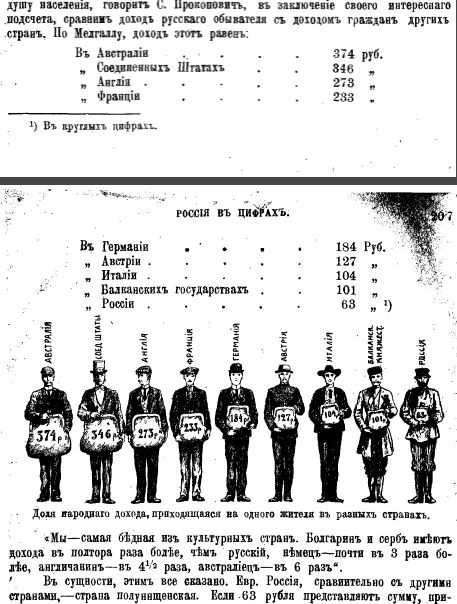 душу населенія, говоритъ С. Прокоповичъ, въ заключеніе своего интереснаго
подсчета, сравнимъ доходъ русскаго обывателя съ доходомъ гражданъ другихъ
странъ. По Мелгаллу, доходъ этотъ равенъ:
Въ Австраліи . . . 374 руб.
„ Соединенныхъ Штатахъ . . 346 „
„ Англіи . . . . 273 „
„ Франціи . . . . 233 „
¹) Въ круглыхъ цифрахъ.
РОССІЯ ВЪ ЦИФРАХЪ. 207
Въ Германіи . . . . 184 Руб.
„ Австріи . . . . . 127 „
„ Италіи . . . . . 104 „
„ Балканскихъ государствахъ . . 101 „
„ Россіи . . . . . 63 „ ¹)
АВСТРАЛІЯ
СОЕД. ШТАТЫ
АНГЛІЯ
ФРАНЦІЯ
ГЕРМАНІЯ
АВСТРІЯ
ИТАЛІЯ
БАЛКАНСК.
КНЯЖЕСТ.
РОССІЯ
374 р
346 р
273 р
233 р
184 р
127 р
104 р
101
63
Доля народнаго дохода, приходящаяся на одного жителя въ разныхъ странахъ.
«Мы—самая бѣдная изъ культурныхъ странъ. Болгаринъ и сербъ имѣютъ
дохода въ полтора раза болѣе, чѣмъ русскій, нѣмецъ—почти въ 3 раза бо-
лѣе, англичанинъ—въ 4¹/₂ раза, австраліецъ—въ 6 разъ“.
Въ сущности, этимъ все сказано. Евр. Россія, сравнительно съ другими
странами,—страна полунищенская. Если 63 рубля представляютъ сумму, при-